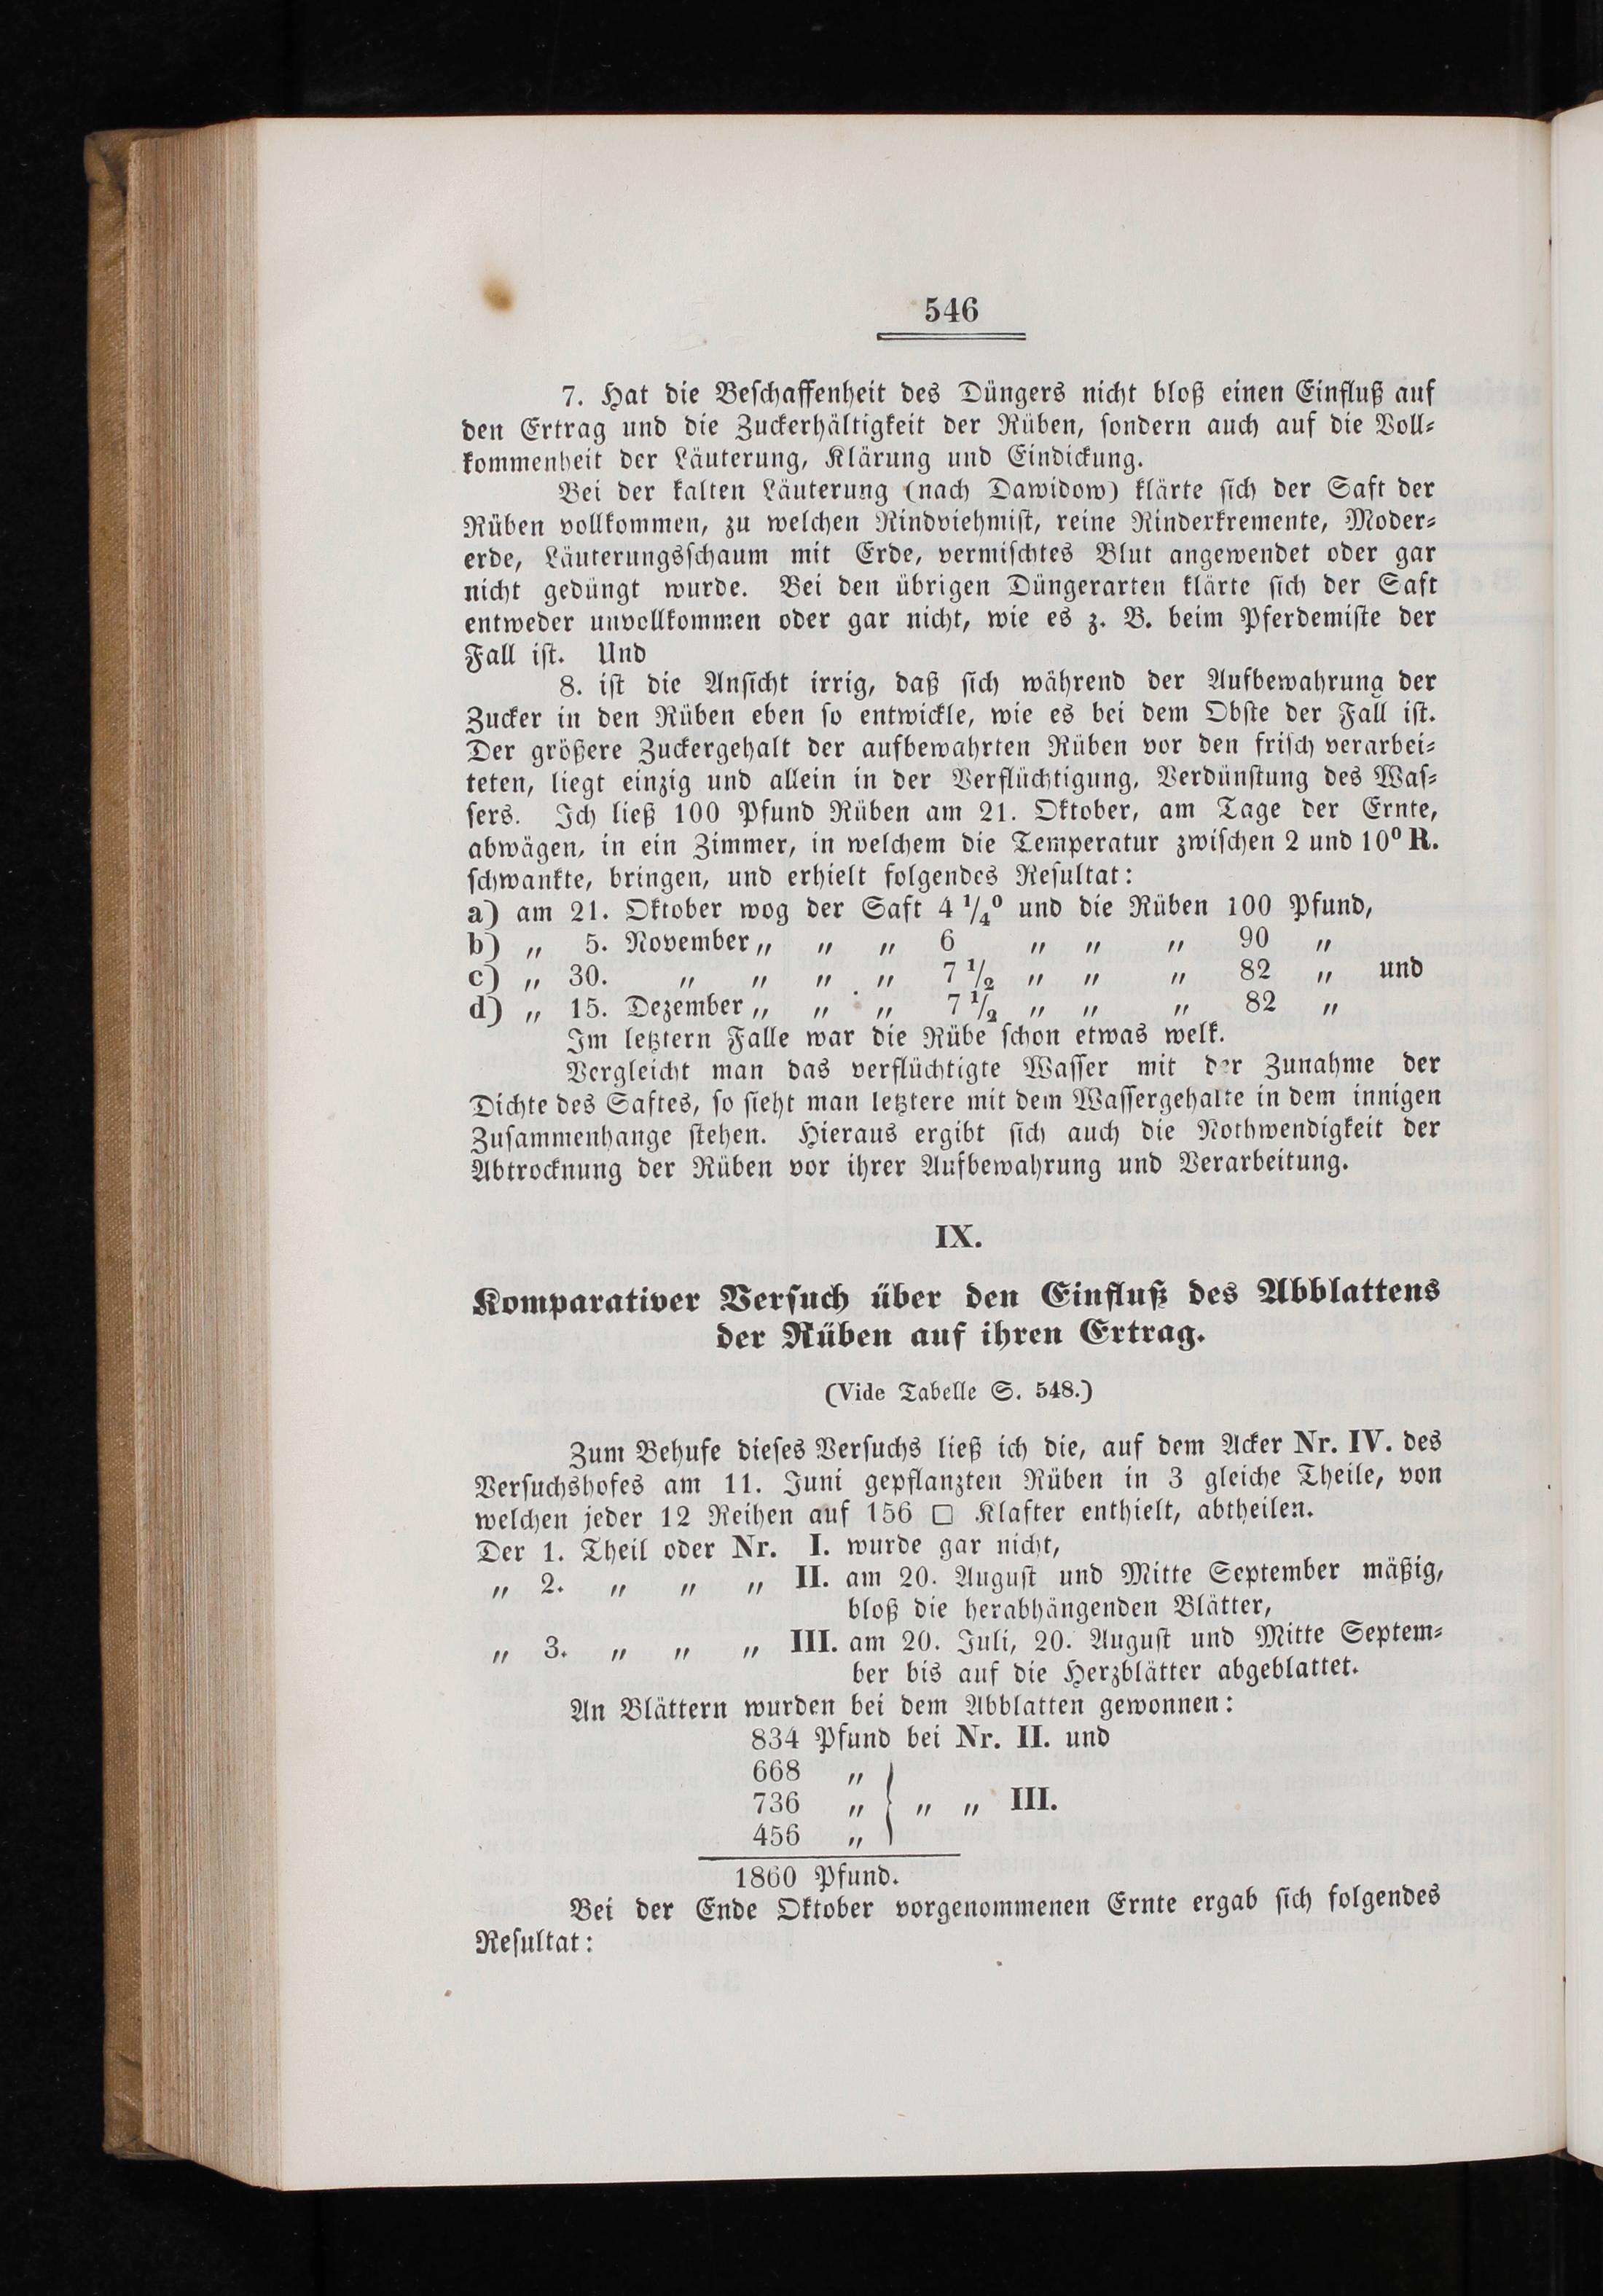 546
7. Hat die Beschaffenheit des Düngers nicht bloß einen Einfluß auf
den Ertrag und die Zuckerhältigkeit der Rüben, sondern auch auf die Voll-
kommenheit der Läuterung, Klärung und Eindickung.
Bei der kalten Läuterung (nach Dawidow) klärte sich der Saft der
Rüben vollkommen, zu welchen Rindviehmist, reine Rinderkremente, Moder-
erde, Läuterungsschaum mit Erde, vermischtes Blut angewendet oder gar
nicht gedüngt wurde. Bei den übrigen Düngerarten klärte sich der Saft
entweder unvollkommen oder gar nicht, wie es z. B. beim Pferdemiste der
Fall ist. Und
8. ist die Ansicht irrig, daß sich während der Aufbewahrung der
Zucker in den Rüben eben so entwickle, wie es bei dem Obste der Fall ist.
Der größere Zuckergehalt der aufbewahrten Rüben vor den frisch verarbei-
teten, liegt einzig und allein in der Verflüchtigung, Verdünstung des Was-
sers. Ich ließ 100 Pfund Rüben am 21. Oktober, am Tage der Ernte,
abwägen, in ein Zimmer, in welchem die Temperatur zwischen 2 und 10° R.
schwankte, bringen, und erhielt folgendes Resultat:
a) am 21. Oktober wog der Saft 4 1/4° und die Rüben 100 Pfund,
b) „ 5. November „ „ „ 6 „ „ „ 90 „
c) „ 30. „ „ „ „ 7 1/2 „ „ „ 82 „ und
d) „ 15. Dezember „ „ „ 7 1/2 „ „ „ 82 „
Im letztern Falle war die Rübe schon etwas welk.
Vergleicht man das verflüchtigte Wasser mit der Zunahme der
Dichte des Saftes, so sieht man letztere mit dem Wassergehalte in dem innigen
Zusammenhange stehen. Hieraus ergibt sich auch die Nothwendigkeit der
Abtrocknung der Rüben vor ihrer Aufbewahrung und Verarbeitung.
IX.
Komparativer Versuch über den Einfluß des Abblattens
der Rüben auf ihren Ertrag.
(Vide Tabelle S. 548.)
Zum Behufe dieses Versuchs ließ ich die, auf dem Acker Nr. IV. des
Versuchshofes am 11. Juni gepflanzten Rüben in 3 gleiche Theile, von
welchen jeder 12 Reihen auf 156 □ Klafter enthielt, abtheilen.
Der 1. Theil oder Nr. I. wurde gar nicht,
„ 2. „ „ „ II. am 20. August und Mitte September mäßig,
bloß die herabhängenden Blätter,
„ 3. „ „ „ III. am 20. Juli, 20. August und Mitte Septem-
ber bis auf die Herzblätter abgeblattet.
An Blättern wurden bei dem Abblatten gewonnen:
834 Pfund bei Nr. II. und
668 „
736 „ } „ „ III.
456 „
1860 Pfund.
Bei der Ende Oktober vorgenommenen Ernte ergab sich folgendes
Resultat: